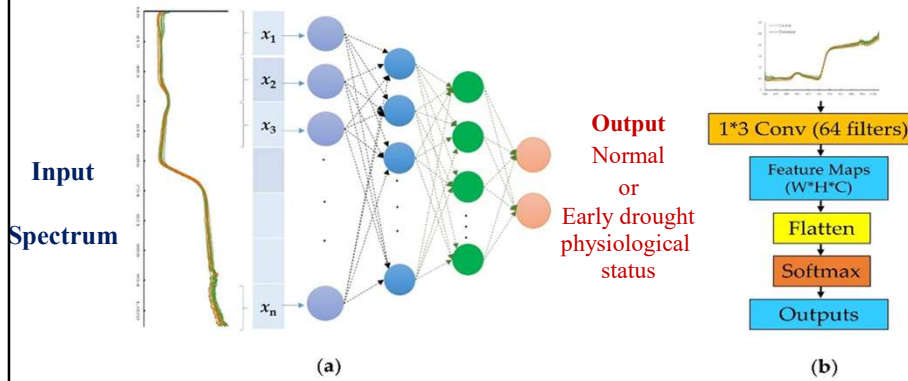 Input
Spectrum
x₁
x₂
x₃
xₙ
Output
Normal
or
Early drought
physiological
status
(a)
1*3 Conv (64 filters)
Feature Maps
(W*H*C)
Flatten
Softmax
Outputs
(b)